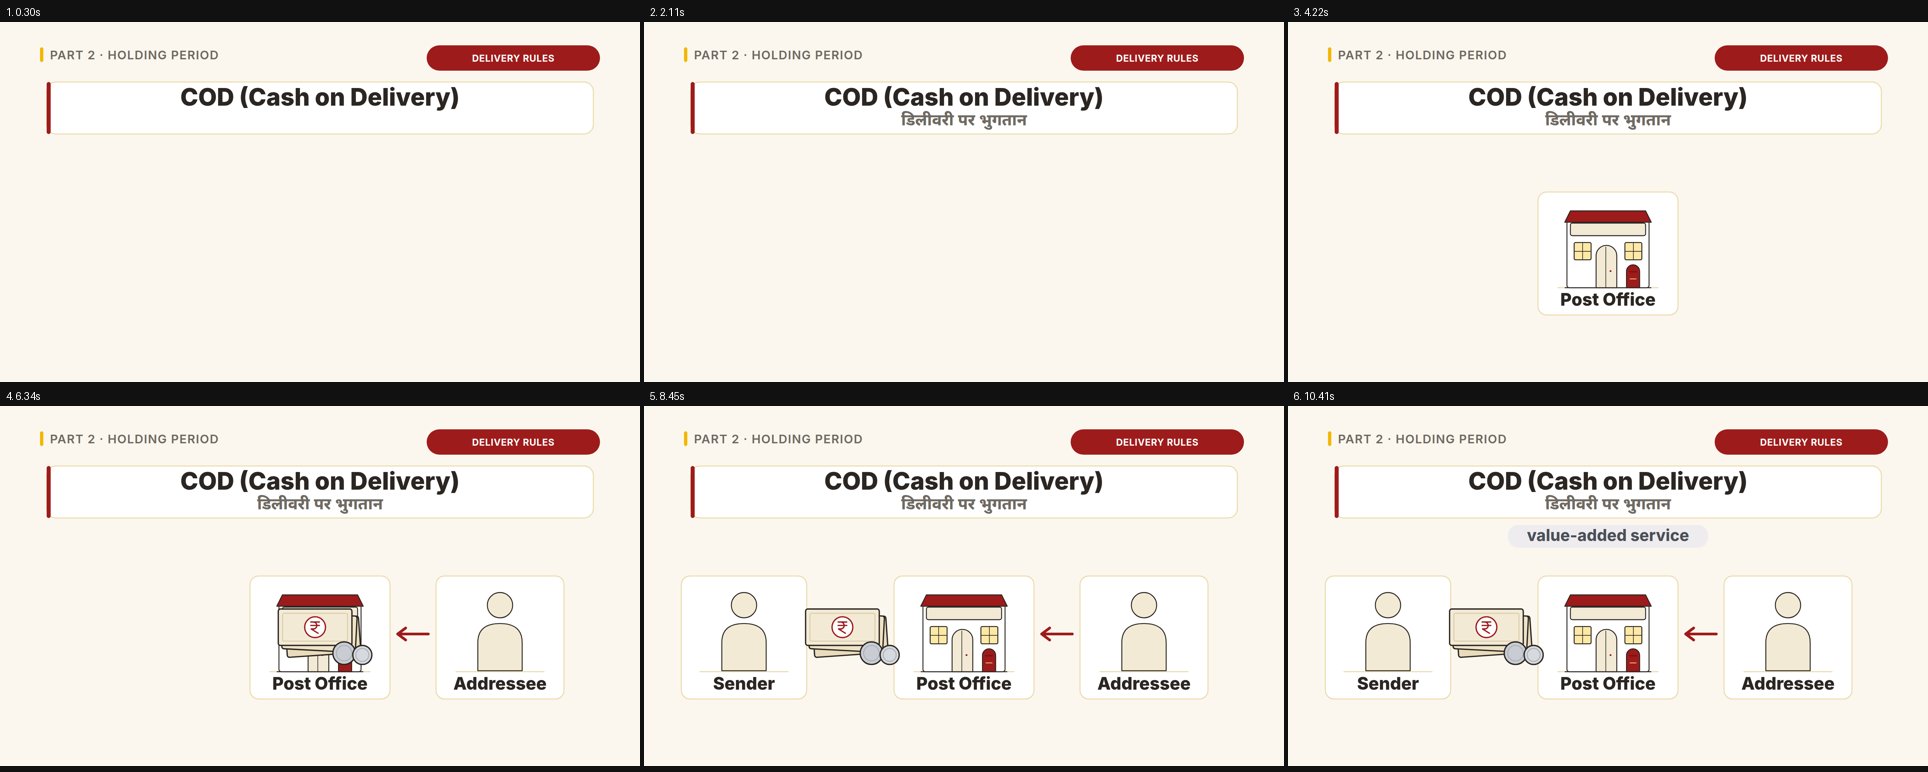 1. 0.30s
PART 2 · HOLDING PERIOD
DELIVERY RULES
COD (Cash on Delivery)
2. 2.11s
PART 2 · HOLDING PERIOD
DELIVERY RULES
COD (Cash on Delivery)
डिलीवरी पर भुगतान
3. 4.22s
PART 2 · HOLDING PERIOD
DELIVERY RULES
COD (Cash on Delivery)
डिलीवरी पर भुगतान
Post Office
4. 6.34s
PART 2 · HOLDING PERIOD
DELIVERY RULES
COD (Cash on Delivery)
डिलीवरी पर भुगतान
₹
Post Office
Addressee
5. 8.45s
PART 2 · HOLDING PERIOD
DELIVERY RULES
COD (Cash on Delivery)
डिलीवरी पर भुगतान
₹
Sender
Post Office
Addressee
6. 10.41s
PART 2 · HOLDING PERIOD
DELIVERY RULES
COD (Cash on Delivery)
डिलीवरी पर भुगतान
value-added service
₹
Sender
Post Office
Addressee